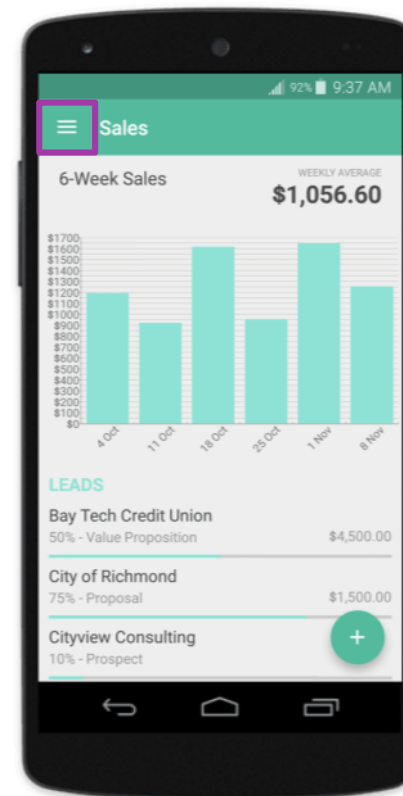 92% 9:37 AM
Sales
6-Week Sales
WEEKLY AVERAGE
$1,056.60
$1700
$1600
$1500
$1400
$1300
$1200
$1100
$1000
$900
$800
$700
$600
$500
$400
$300
$200
$100
$0
4 Oct 11 Oct 18 Oct 25 Oct 1 Nov 8 Nov
LEADS
Bay Tech Credit Union
50% - Value Proposition $4,500.00
City of Richmond
75% - Proposal $1,500.00
Cityview Consulting
10% - Prospect